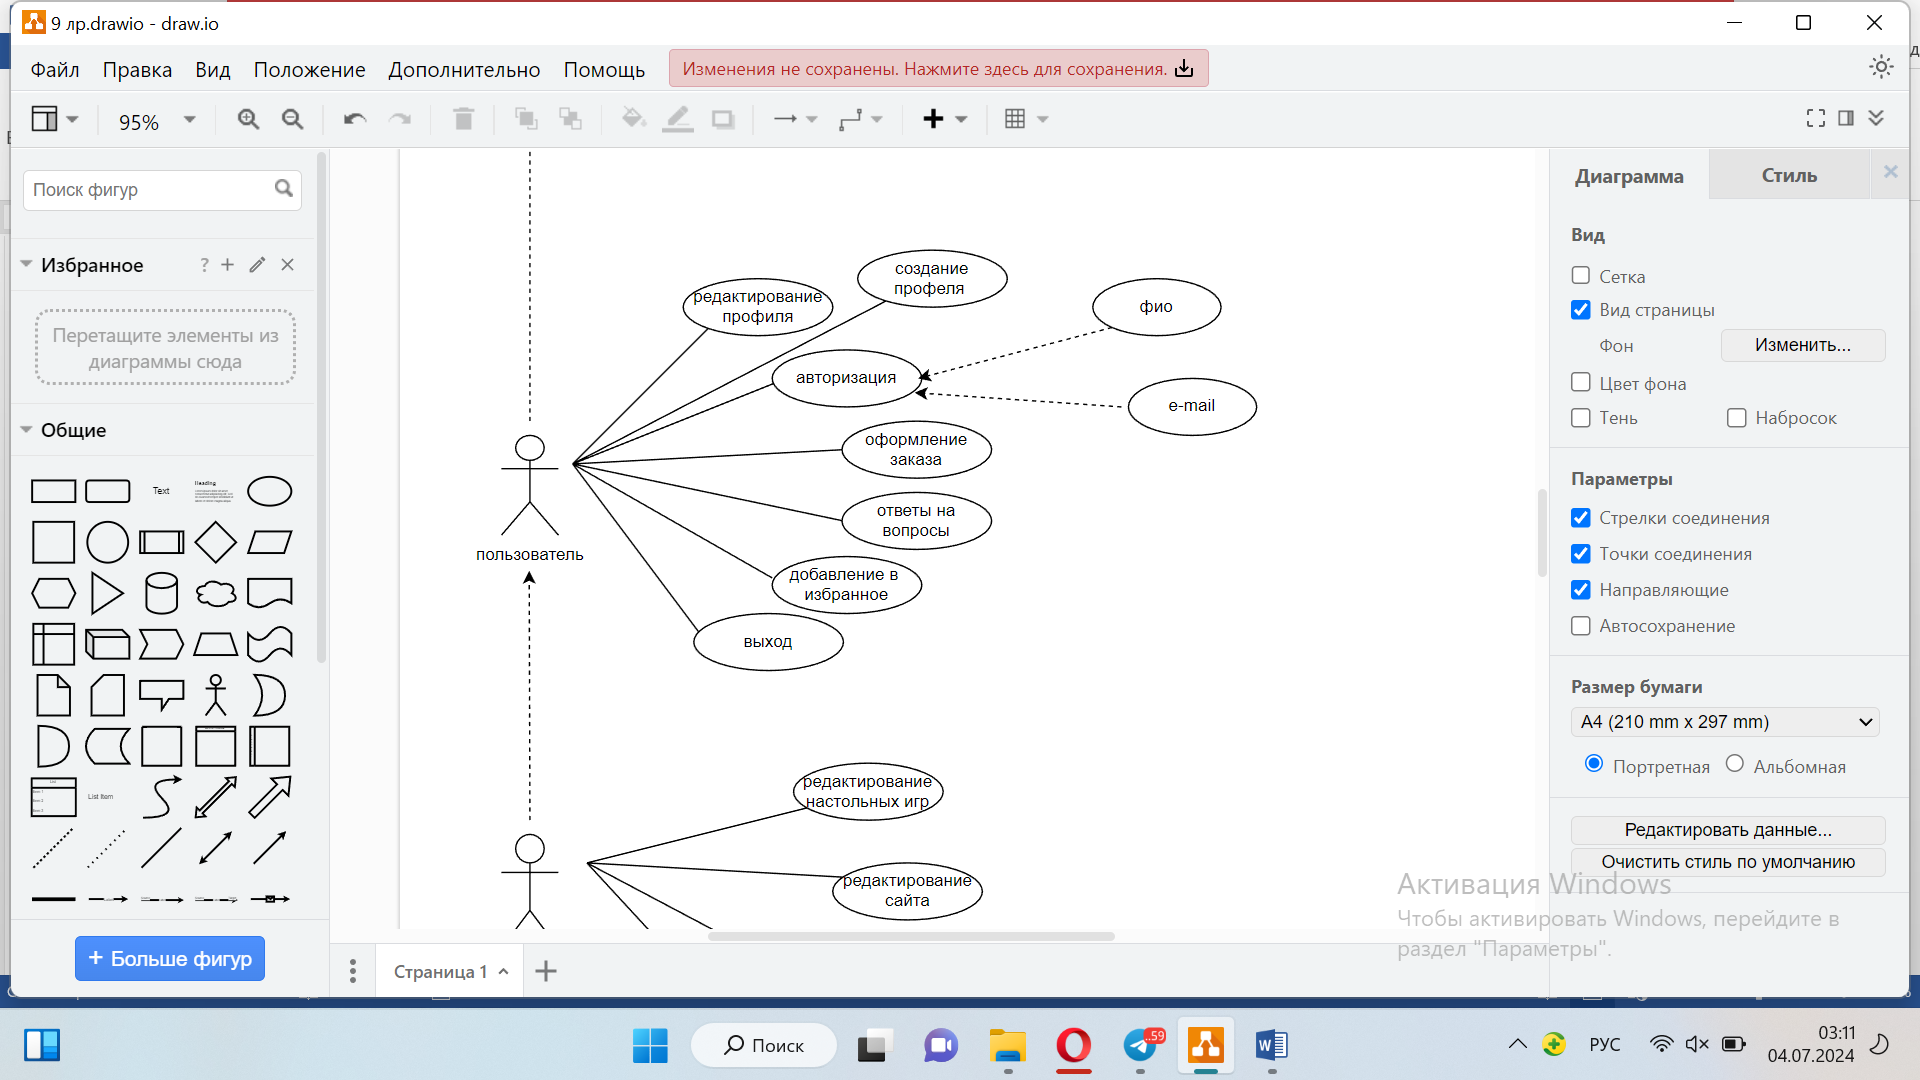 9 лр.drawio - draw.io
Файл Правка Вид Положение Дополнительно Помощь Изменения не сохранены. Нажмите здесь для сохранения.
95%
Поиск фигур
Избранное
Перетащите элементы из
диаграммы сюда
Общие
Text
Heading
List Item
+ Больше фигур
редактирование
профиля
создание
профеля
фио
авторизация
e-mail
оформление
заказа
ответы на
вопросы
пользователь
добавление в
избранное
выход
редактирование
настольных игр
редактирование
сайта
Страница 1
Диаграмма Стиль
Вид
Сетка
Вид страницы
Фон Изменить...
Цвет фона
Тень Набросок
Параметры
Стрелки соединения
Точки соединения
Направляющие
Автосохранение
Размер бумаги
A4 (210 mm x 297 mm)
Портретная Альбомная
Редактировать данные...
Очистить стиль по умолчанию
Активация Windows
Чтобы активировать Windows, перейдите в
раздел "Параметры".
Поиск
..59
РУС
03:11
04.07.2024